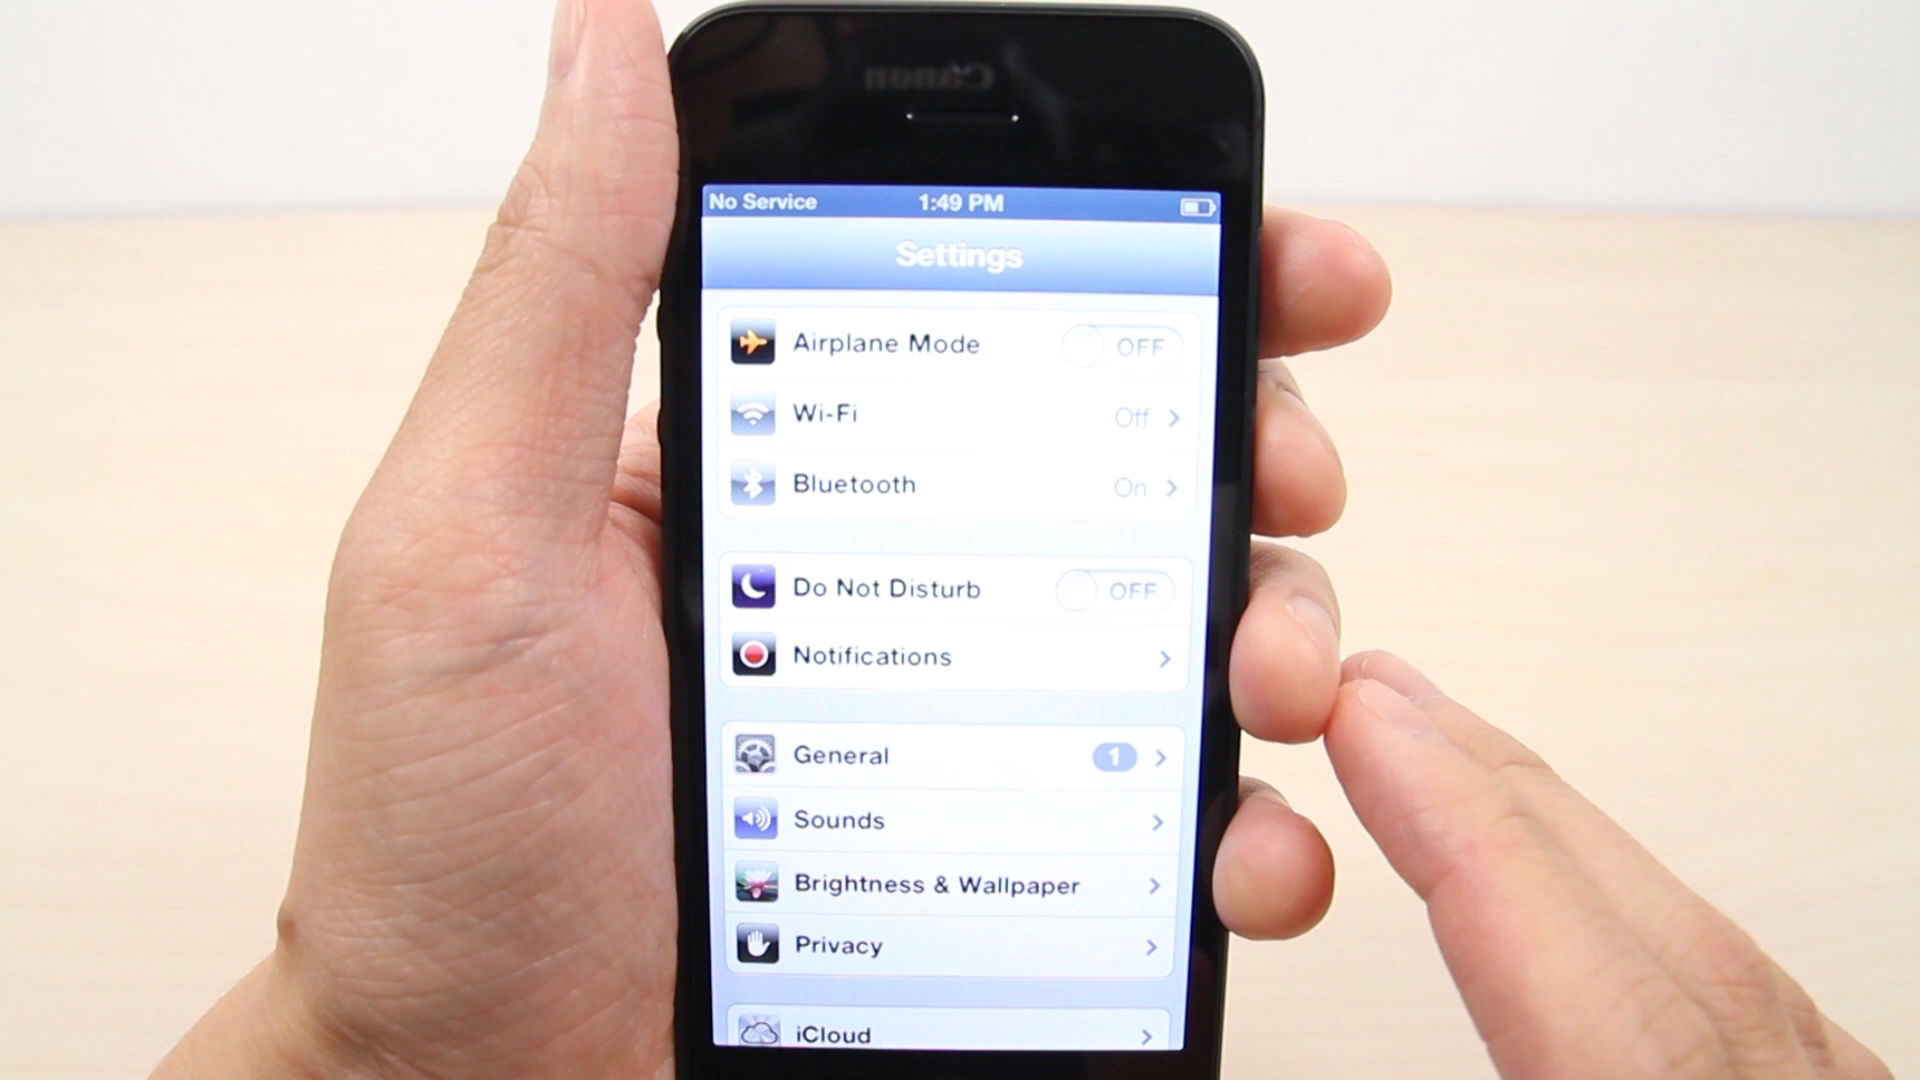 Canon
No Service 1:49 PM
Settings
Airplane Mode OFF
Wi-Fi Off
Bluetooth On
Do Not Disturb OFF
Notifications
General 1
Sounds
Brightness & Wallpaper
Privacy
iCloud